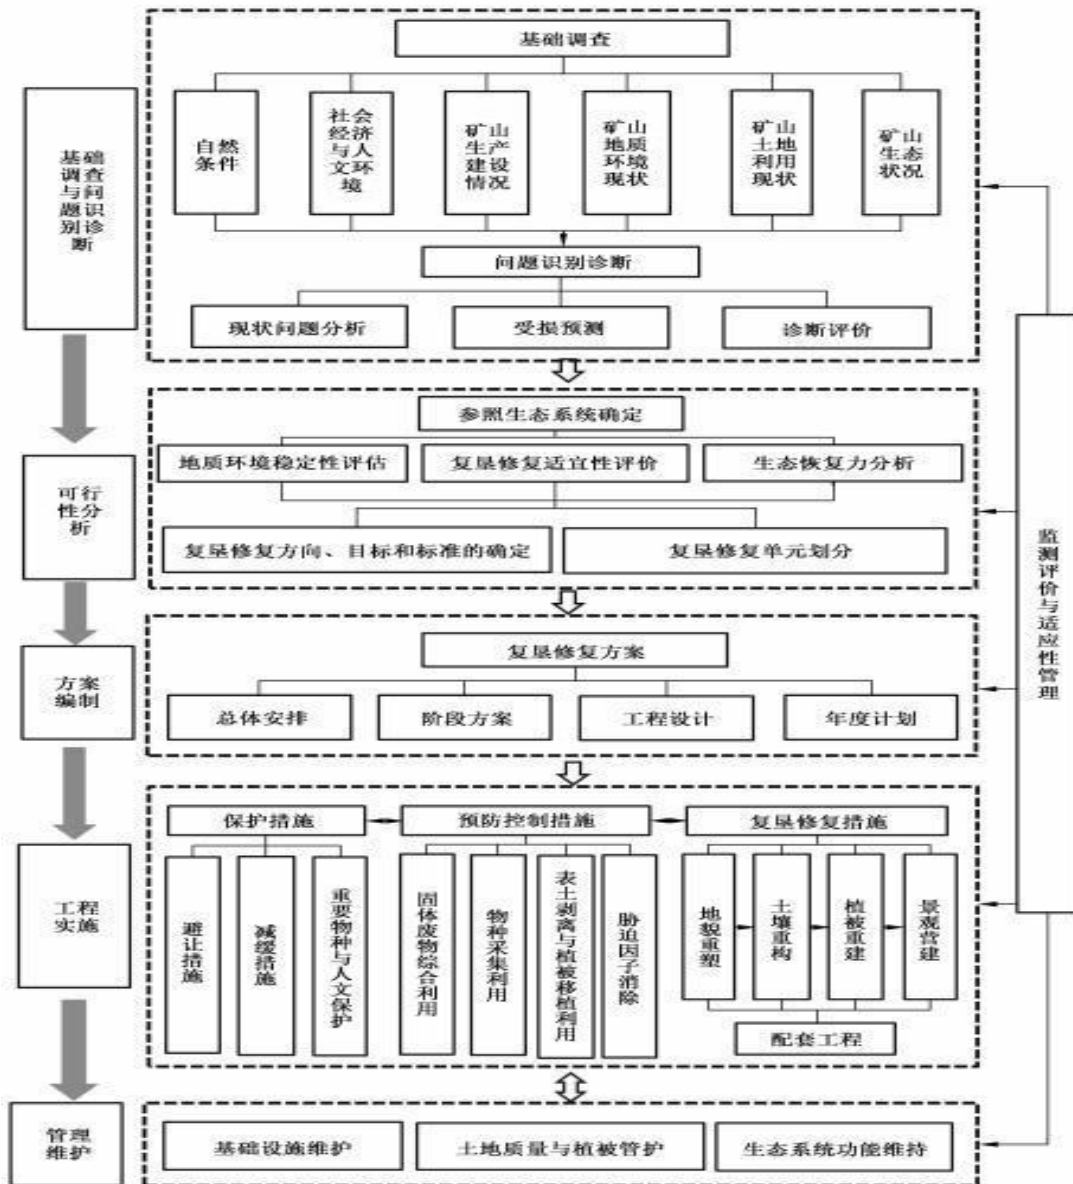 基础调查
基础
调查
与问
题识
别诊
断
自然
条件
社会
经济
与人
文环
境
矿山
生产
建设
情况
矿山
地质
环境
现状
矿山
土地
利用
现状
矿山
生态
状况
问题识别诊断
现状问题分析
受损预测
诊断评价
可行
性分
析
参照生态系统确定
地质环境稳定性评估
复垦修复适宜性评价
生态恢复力分析
复垦修复方向、目标和标准的确定
复垦修复单元划分
方案
编制
复垦修复方案
总体安排
阶段方案
工程设计
年度计划
工程
实施
保护措施
预防控制措施
复垦修复措施
避让措施
减缓措施
重要物种与人文保护
固体废物综合利用
物种采集利用
表土剥离与植被移植利用
胁迫因子消除
地貌重塑
土壤重构
植被重建
景观营建
配套工程
管理
维护
基础设施维护
土地质量与植被管护
生态系统功能维持
监测评价与适应性管理